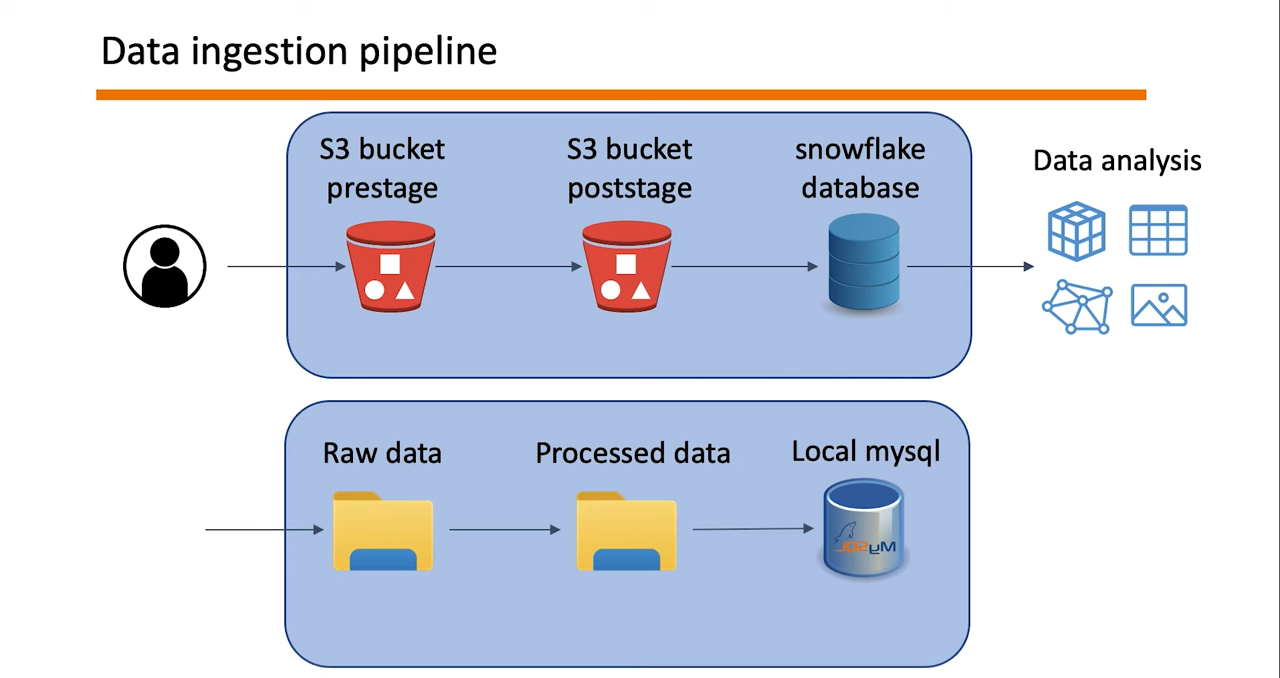 Data ingestion pipeline
S3 bucket
prestage
S3 bucket
poststage
snowflake
database
Data analysis
Raw data
Processed data
Local mysql
MySQL